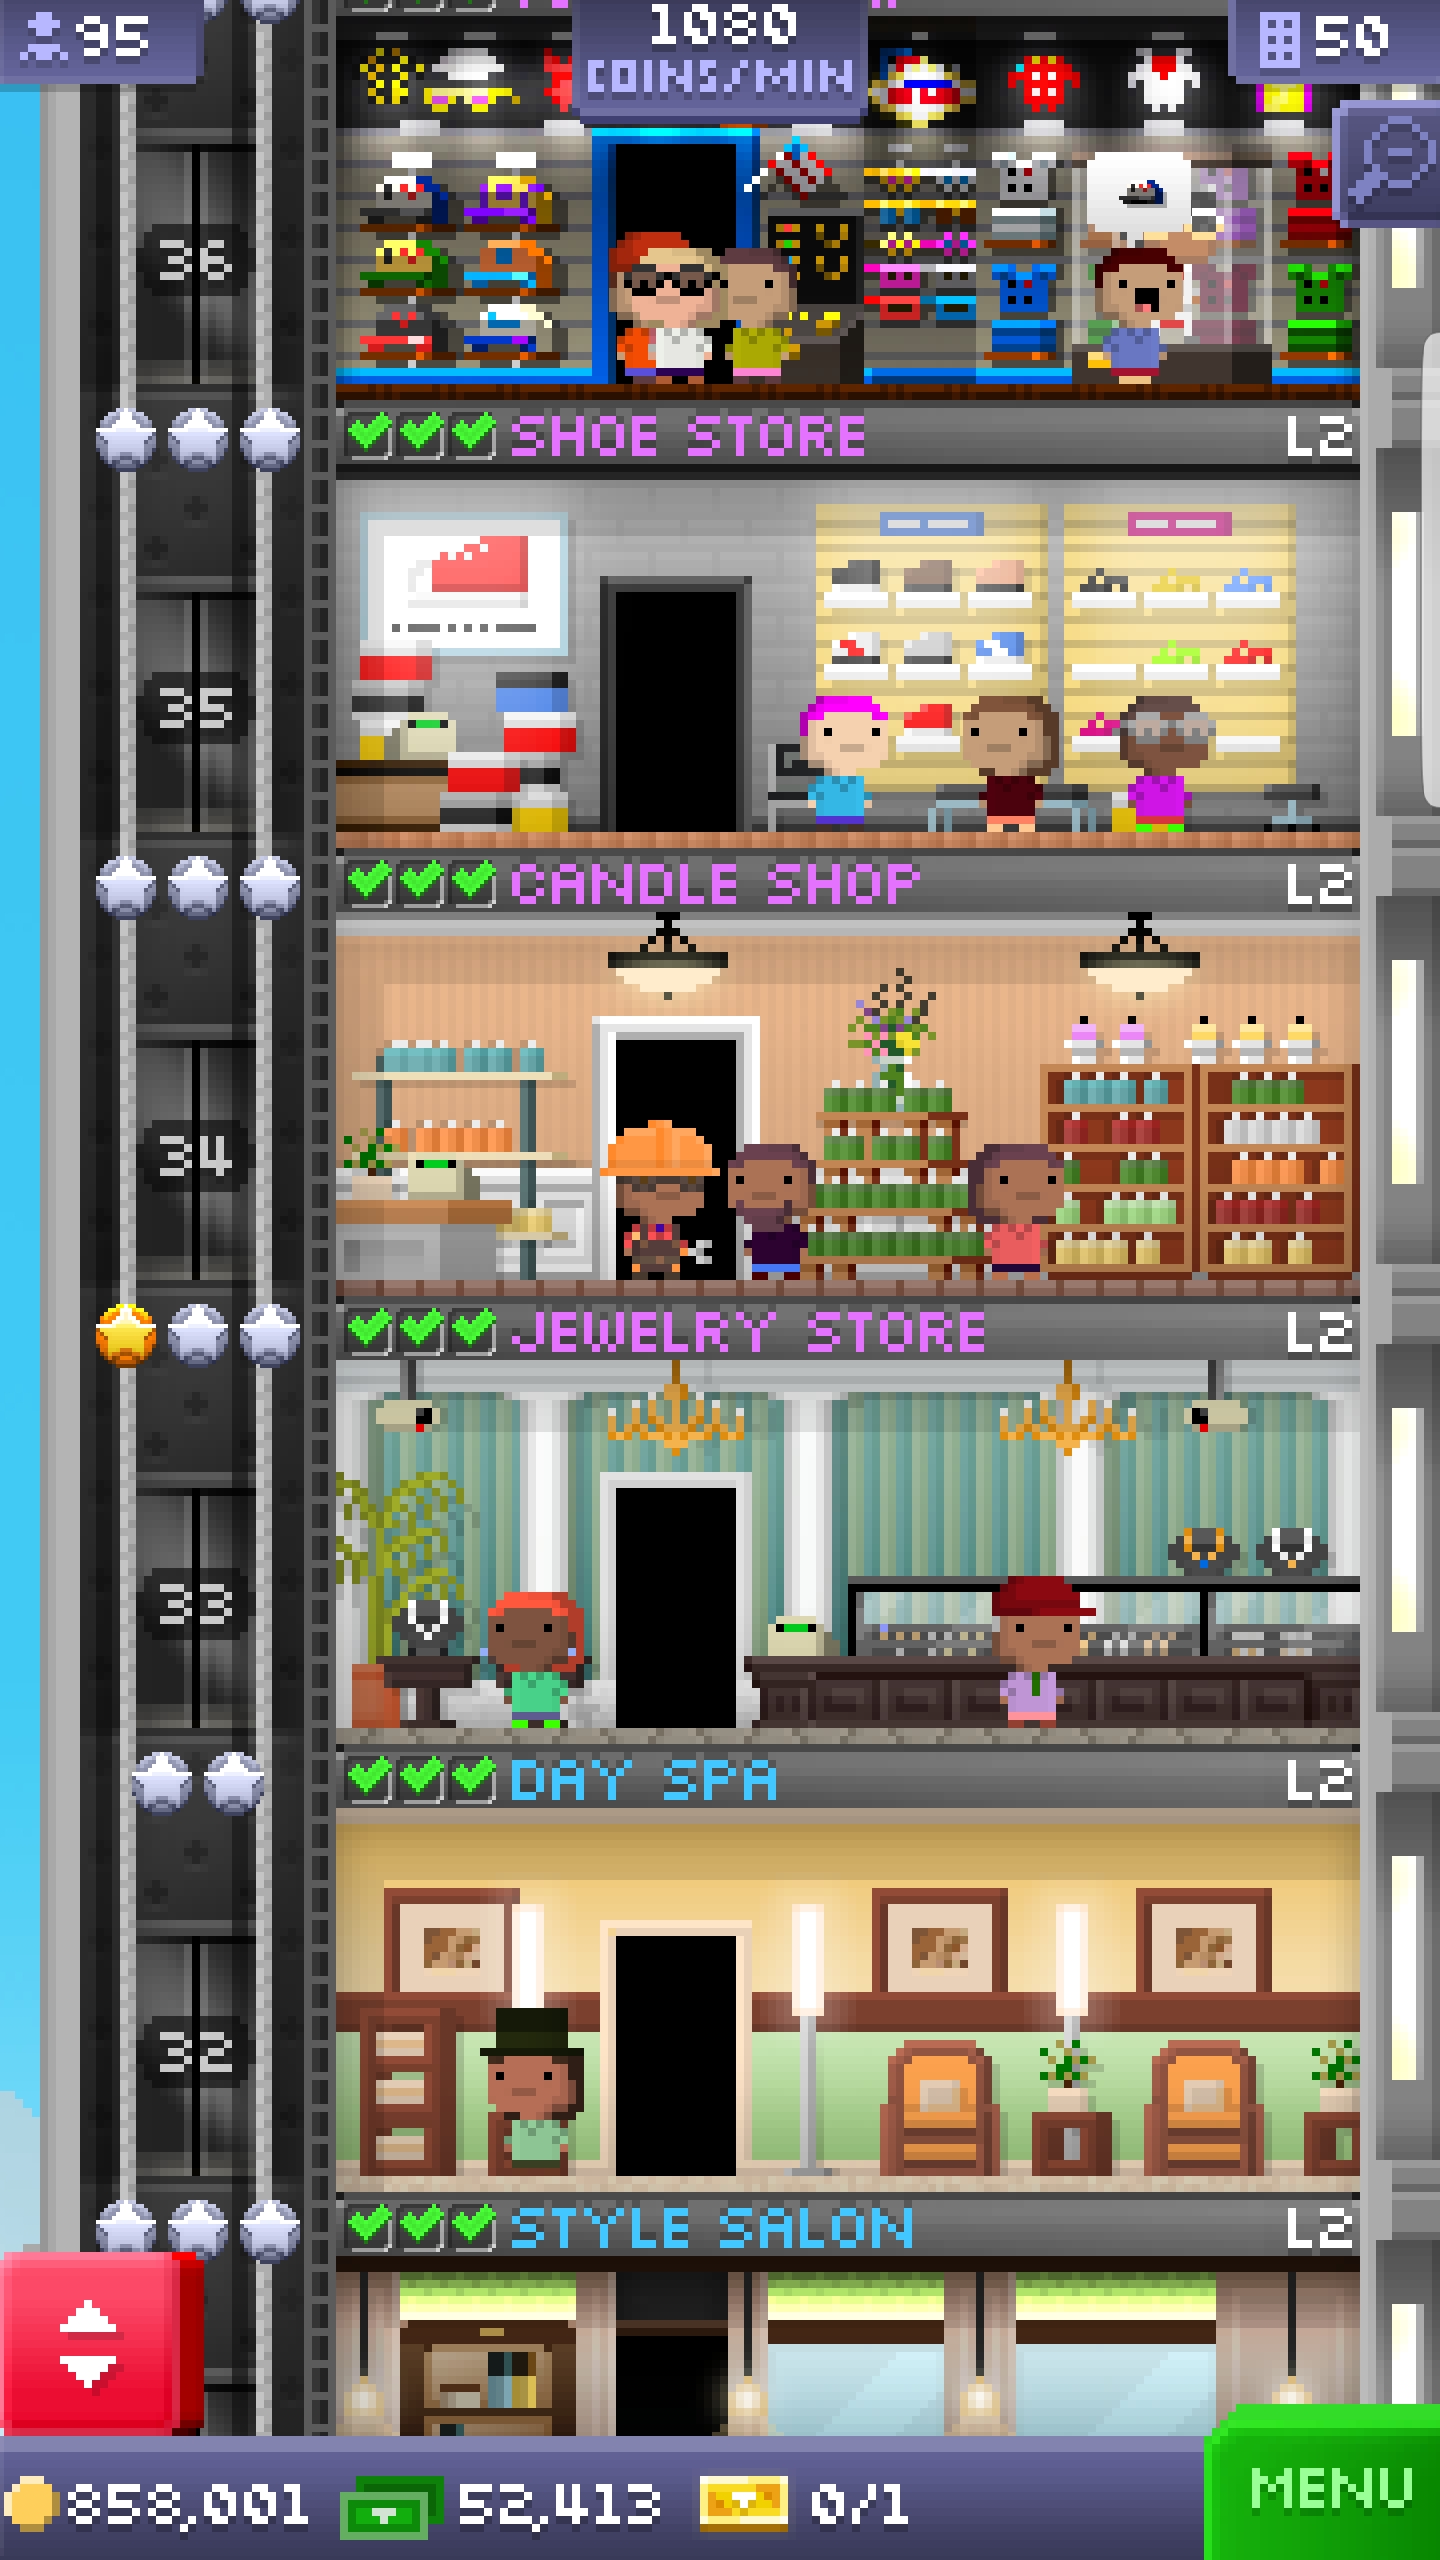 95
1080
COINS/MIN
50
36
SHOE STORE L2
35
CANDLE SHOP L2
34
JEWELRY STORE L2
33
DAY SPA L2
32
STYLE SALON L2
858,001 52,413 0/1
MENU